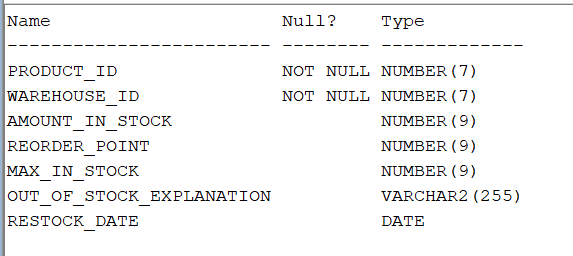 Name                    Null?    Type
----------------------- -------- -------------
PRODUCT_ID              NOT NULL NUMBER(7)
WAREHOUSE_ID            NOT NULL NUMBER(7)
AMOUNT_IN_STOCK                  NUMBER(9)
REORDER_POINT                    NUMBER(9)
MAX_IN_STOCK                     NUMBER(9)
OUT_OF_STOCK_EXPLANATION         VARCHAR2(255)
RESTOCK_DATE                     DATE